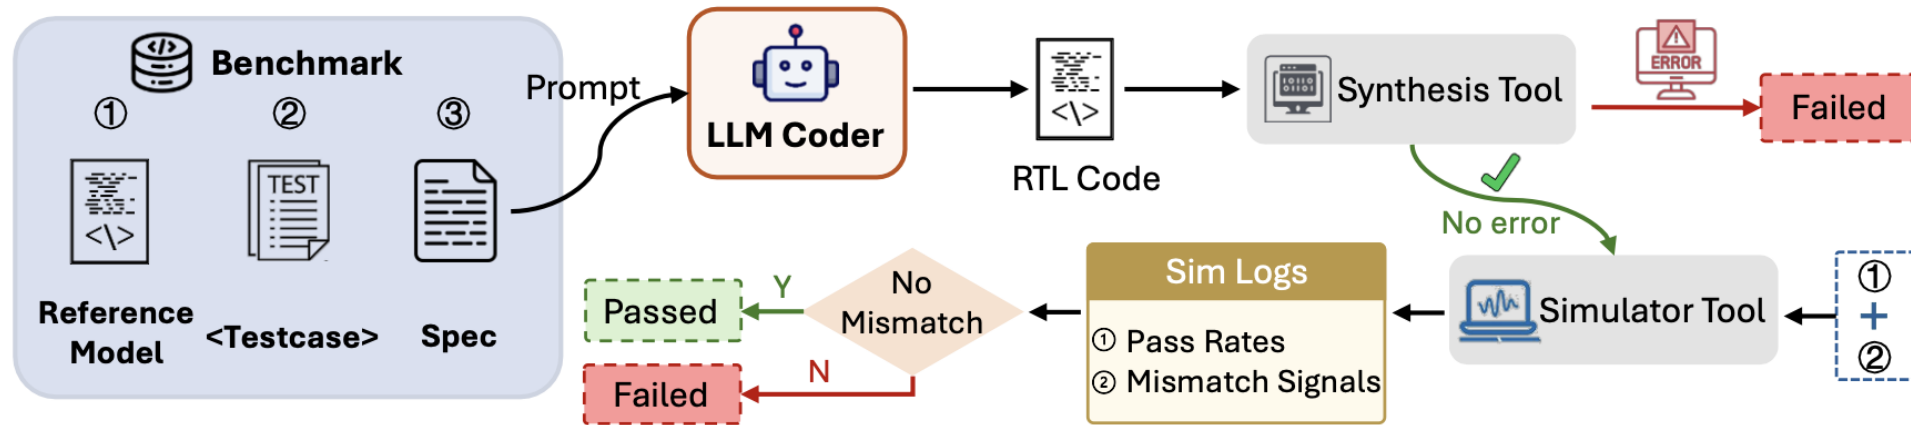 Benchmark
①
②
③
TEST
Reference
Model
<Testcase>
Spec
Prompt
LLM Coder
RTL Code
Synthesis Tool
ERROR
Failed
No error
Simulator Tool
①
+
②
Sim Logs
① Pass Rates
② Mismatch Signals
No
Mismatch
Y
Passed
N
Failed